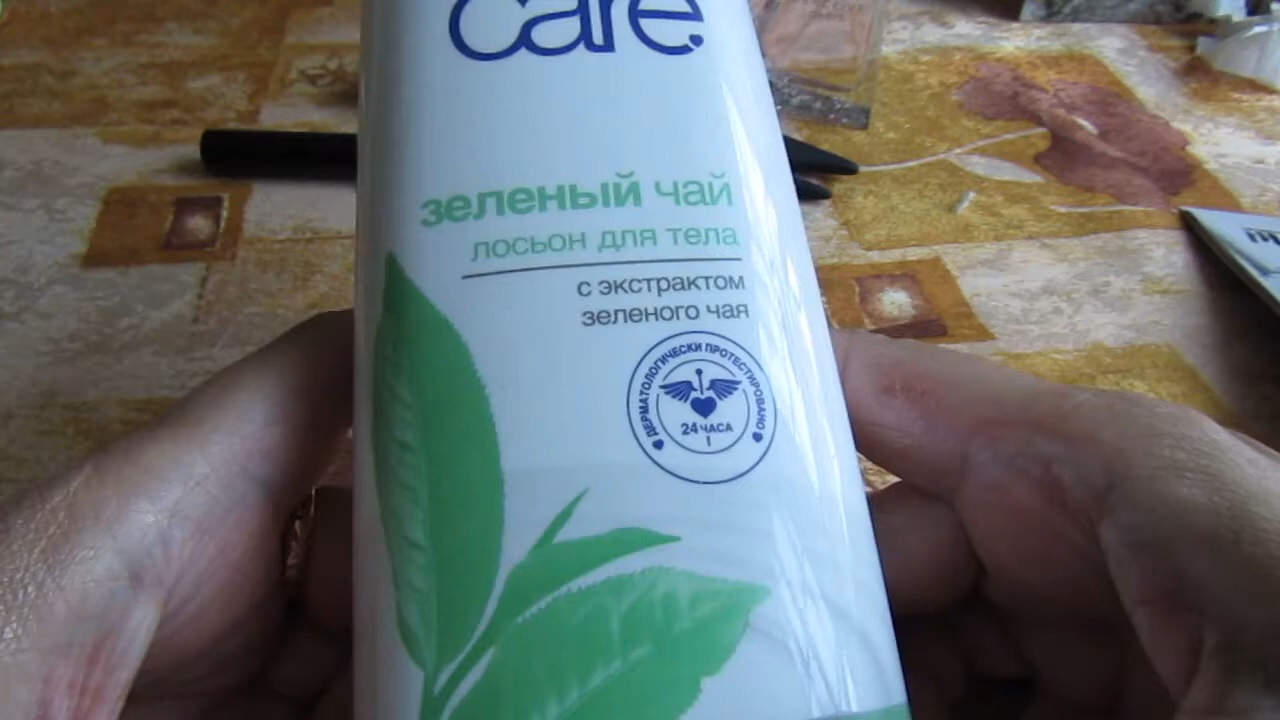 care
зеленый чай
лосьон для тела
с экстрактом
зеленого чая
ДЕРМАТОЛОГИЧЕСКИ ПРОТЕСТИРОВАНО
24 ЧАСА